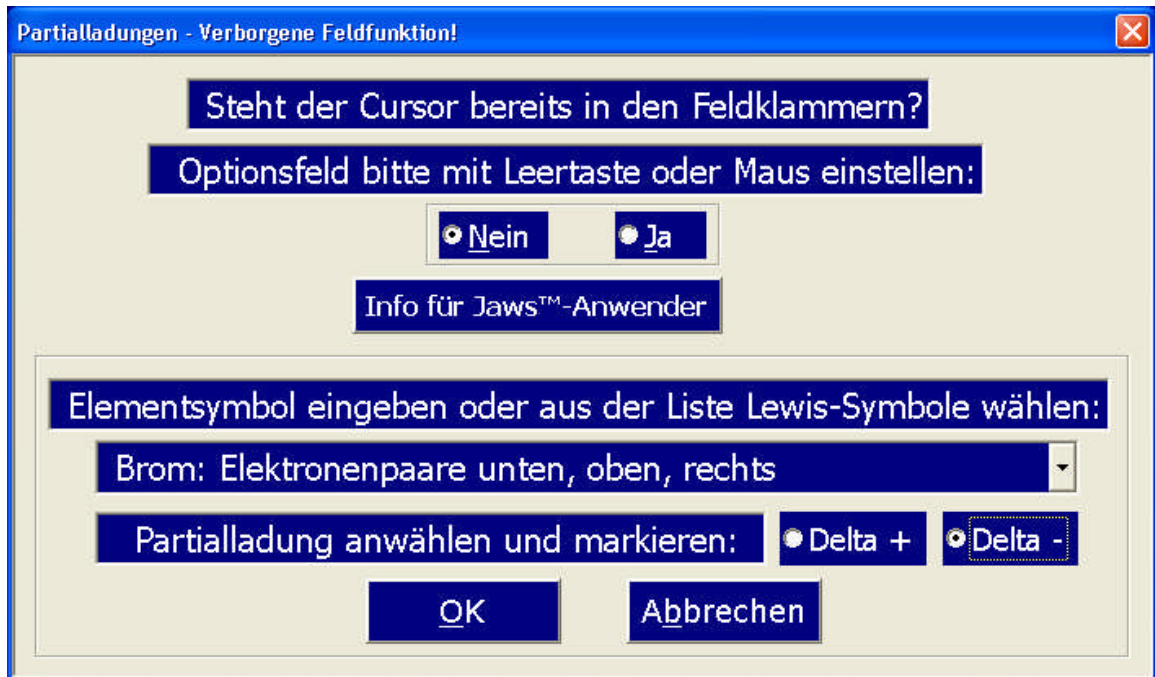 Partialladungen - Verborgene Feldfunktion!
Steht der Cursor bereits in den Feldklammern?
Optionsfeld bitte mit Leertaste oder Maus einstellen:
Nein Ja
Info für Jaws™-Anwender
Elementsymbol eingeben oder aus der Liste Lewis-Symbole wählen:
Brom: Elektronenpaare unten, oben, rechts
Partialladung anwählen und markieren: Delta + Delta -
OK Abbrechen